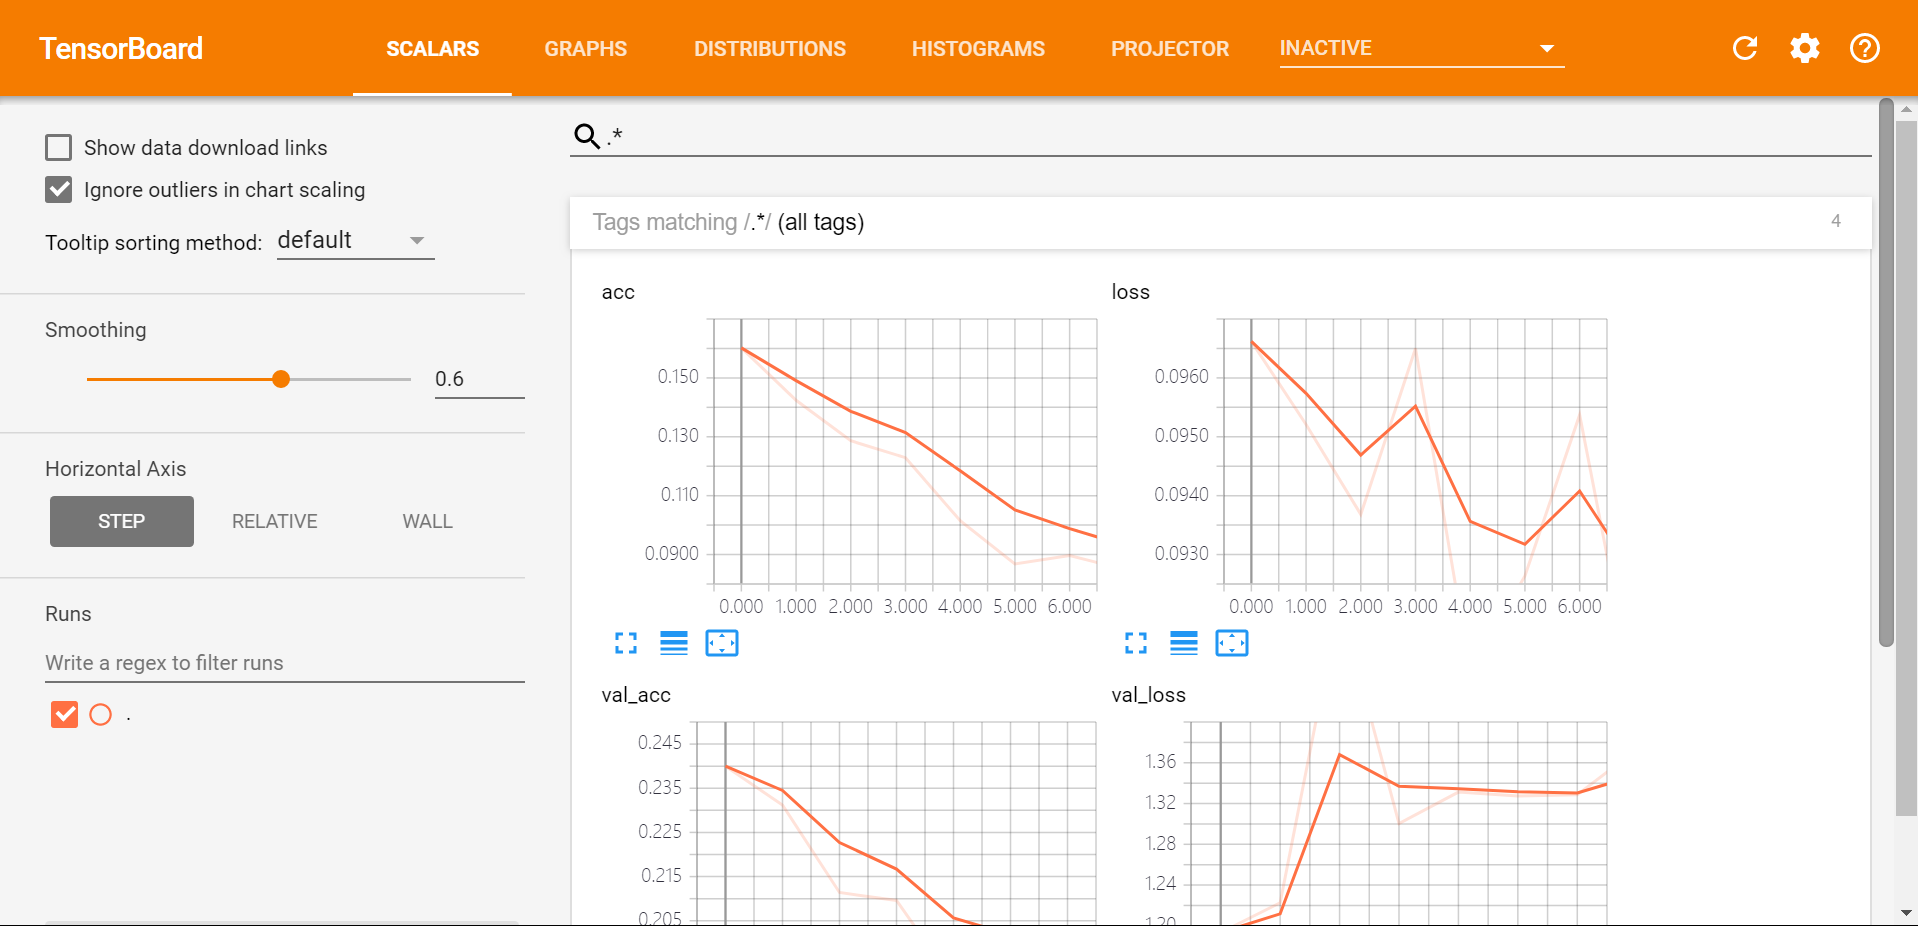 TensorBoard SCALARS GRAPHS DISTRIBUTIONS HISTOGRAMS PROJECTOR INACTIVE
Show data download links
Ignore outliers in chart scaling
Tooltip sorting method: default
Smoothing
0.6
Horizontal Axis
STEP RELATIVE WALL
Runs
Write a regex to filter runs
.
.*
Tags matching /.*/ (all tags) 4
acc
0.150
0.130
0.110
0.0900
0.000 1.000 2.000 3.000 4.000 5.000 6.000
loss
0.0960
0.0950
0.0940
0.0930
0.000 1.000 2.000 3.000 4.000 5.000 6.000
val_acc
0.245
0.235
0.225
0.215
0.205
val_loss
1.36
1.32
1.28
1.24
1.20